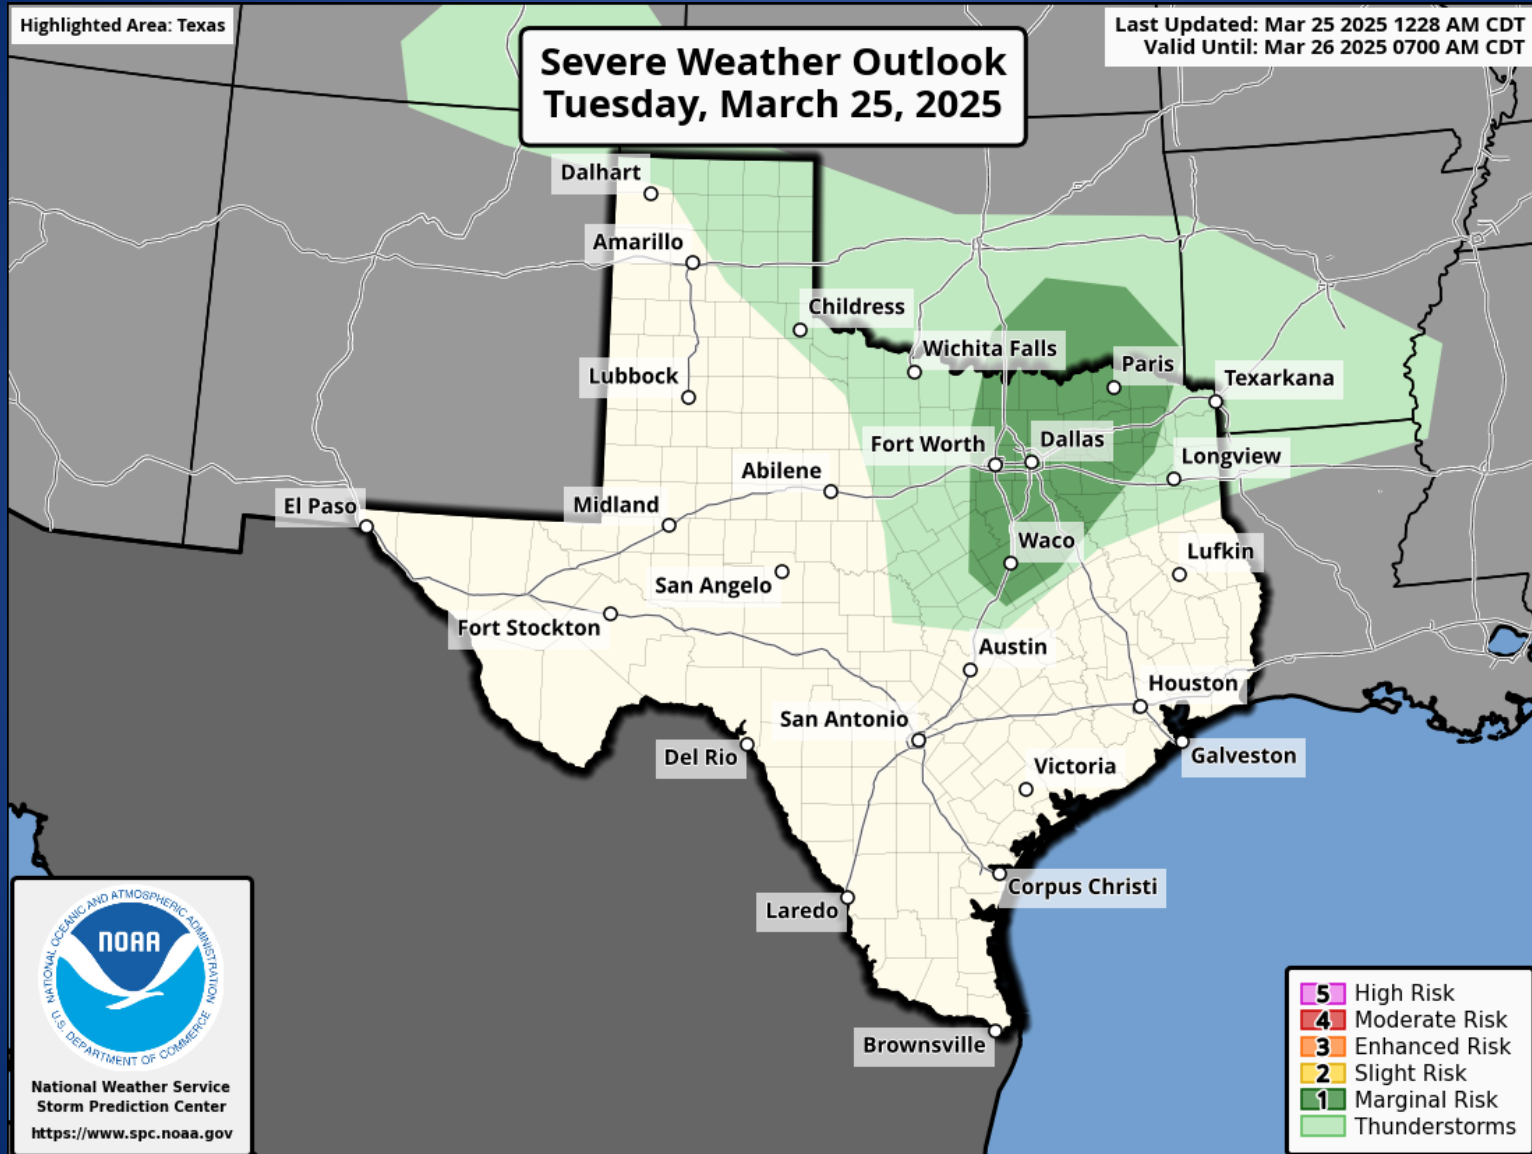 Highlighted Area: Texas
Severe Weather Outlook
Tuesday, March 25, 2025
Last Updated: Mar 25 2025 1228 AM CDT
Valid Until: Mar 26 2025 0700 AM CDT
Dalhart
Amarillo
Childress
Wichita Falls
Paris
Texarkana
Lubbock
Fort Worth
Dallas
Longview
Abilene
Midland
El Paso
Waco
Lufkin
San Angelo
Fort Stockton
Austin
Houston
San Antonio
Del Rio
Galveston
Victoria
Corpus Christi
Laredo
Brownsville
NATIONAL OCEANIC AND ATMOSPHERIC ADMINISTRATION
NOAA
U.S. DEPARTMENT OF COMMERCE
National Weather Service
Storm Prediction Center
https://www.spc.noaa.gov
5 High Risk
4 Moderate Risk
3 Enhanced Risk
2 Slight Risk
1 Marginal Risk
Thunderstorms